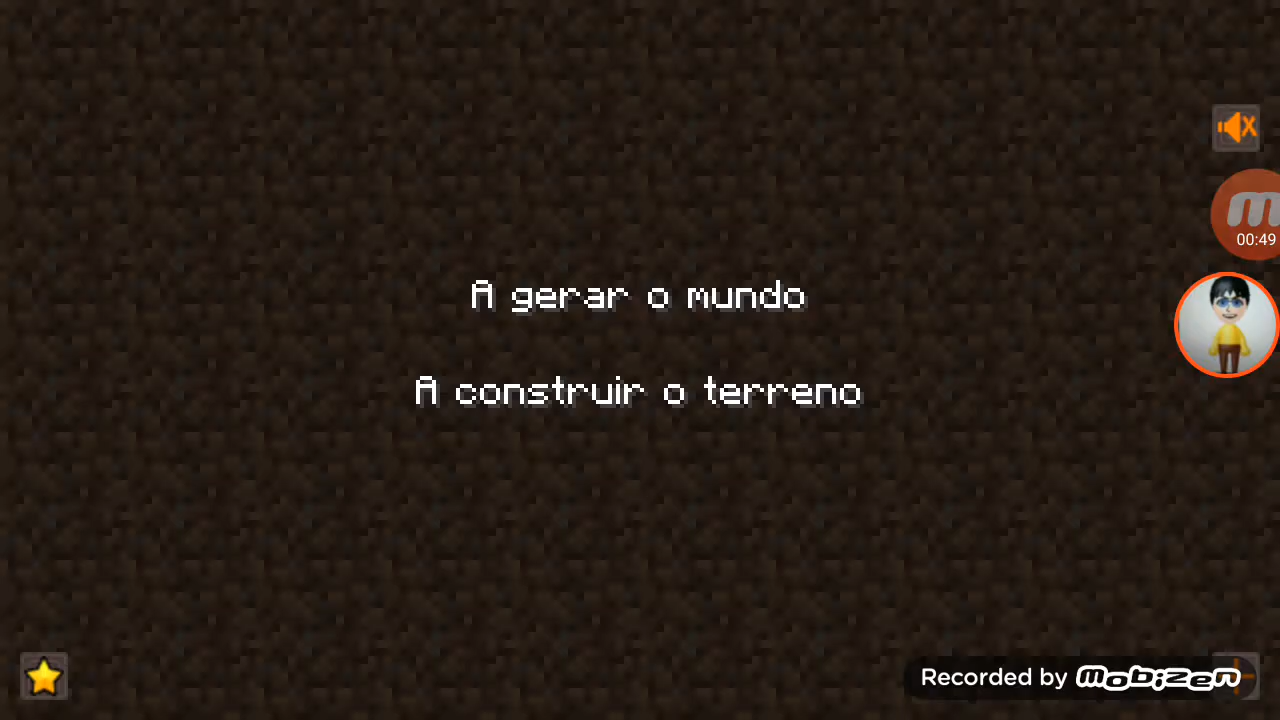 00:49
A gerar o mundo
A construir o terreno
Recorded by mobizen